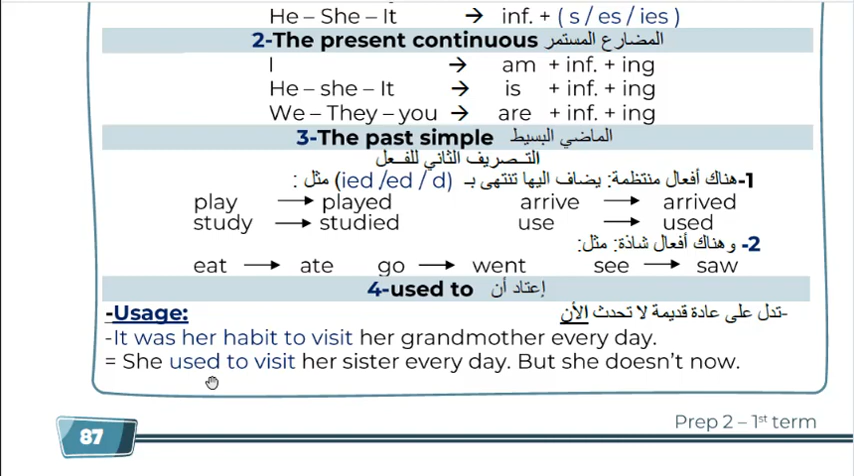 He – She – It → inf. + ( s / es / ies )
2-The present continuous المضارع المستمر
I → am + inf. + ing
He – she – It → is + inf. + ing
We – They – you → are + inf. + ing
3-The past simple الماضي البسيط
التصريف الثاني للفعل
1-هناك أفعال منتظمة: يضاف اليها تنتهى بـ (ied /ed / d) مثل :
play → played arrive → arrived
study → studied use → used
2- وهناك أفعال شاذة: مثل:
eat → ate go → went see → saw
4-used to إعتاد أن
-Usage: -تدل على عادة قديمة لا تحدث الأن
-It was her habit to visit her grandmother every day.
= She used to visit her sister every day. But she doesn't now.
Prep 2 – 1st term
87